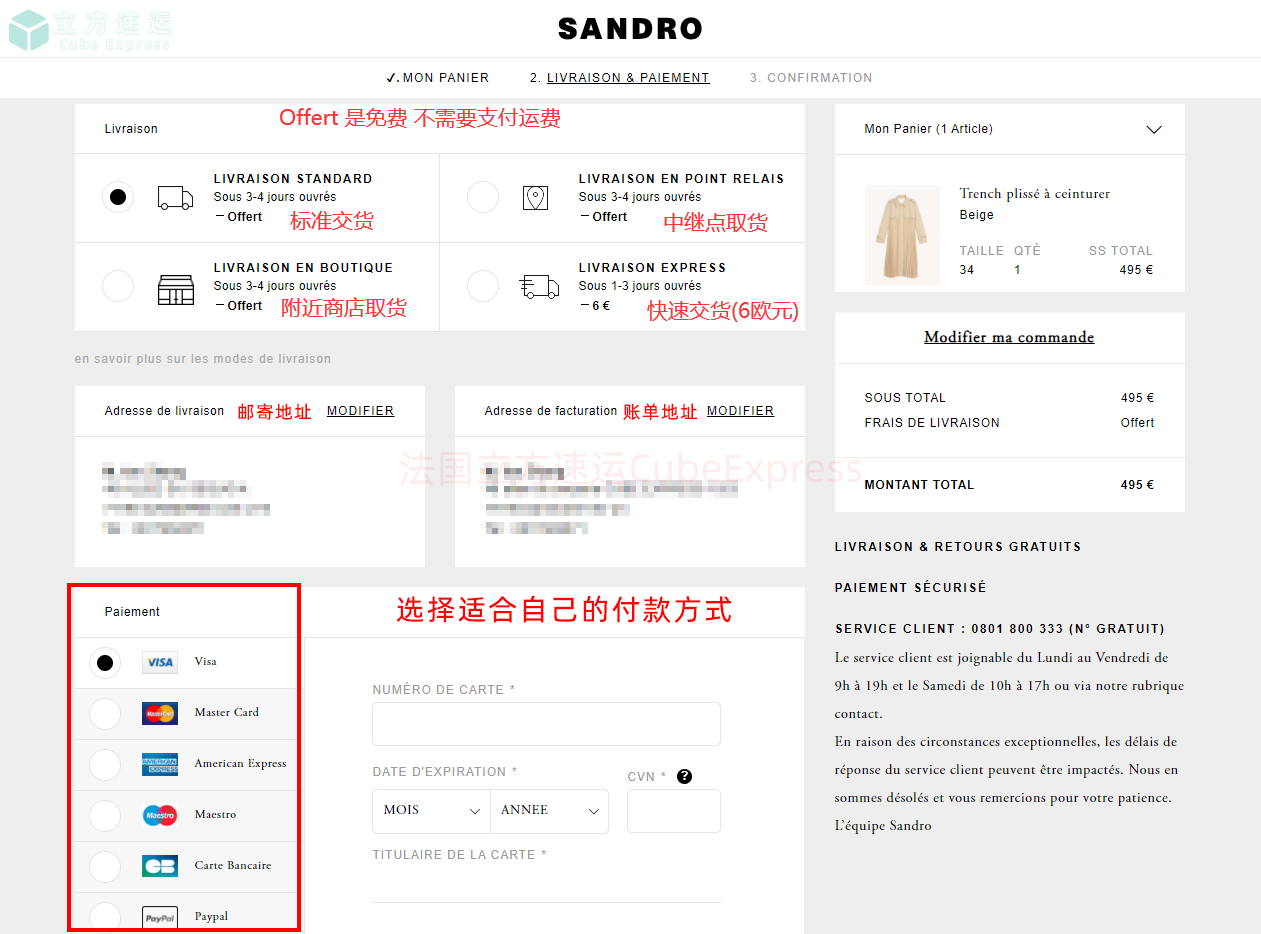 立方速运
Cube Express
SANDRO
✓. MON PANIER
2. LIVRAISON & PAIEMENT
3. CONFIRMATION
Livraison
Offert 是免费 不需要支付运费
LIVRAISON STANDARD
Sous 3-4 jours ouvrés
– Offert
标准交货
LIVRAISON EN POINT RELAIS
Sous 3-4 jours ouvrés
– Offert
中继点取货
LIVRAISON EN BOUTIQUE
Sous 3-4 jours ouvrés
– Offert
附近商店取货
LIVRAISON EXPRESS
Sous 1-3 jours ouvrés
– 6 €
快速交货(6欧元)
en savoir plus sur les modes de livraison
Adresse de livraison 邮寄地址 MODIFIER
Adresse de facturation 账单地址 MODIFIER
法国立方速运CubeExpress
Paiement
选择适合自己的付款方式
VISA Visa
MasterCard Master Card
AMERICAN EXPRESS American Express
Maestro Maestro
CB Carte Bancaire
PayPal Paypal
NUMÉRO DE CARTE *
DATE D'EXPIRATION *
CVN * ?
MOIS
ANNEE
TITULAIRE DE LA CARTE *
Mon Panier (1 Article)
Trench plissé à ceinturer
Beige
TAILLE QTÉ SS TOTAL
34 1 495 €
Modifier ma commande
SOUS TOTAL 495 €
FRAIS DE LIVRAISON Offert
MONTANT TOTAL 495 €
LIVRAISON & RETOURS GRATUITS
PAIEMENT SÉCURISÉ
SERVICE CLIENT : 0801 800 333 (N° GRATUIT)
Le service client est joignable du Lundi au Vendredi de
9h à 19h et le Samedi de 10h à 17h ou via notre rubrique
contact.
En raison des circonstances exceptionnelles, les délais de
réponse du service client peuvent être impactés. Nous en
sommes désolés et vous remercions pour votre patience.
L’équipe Sandro